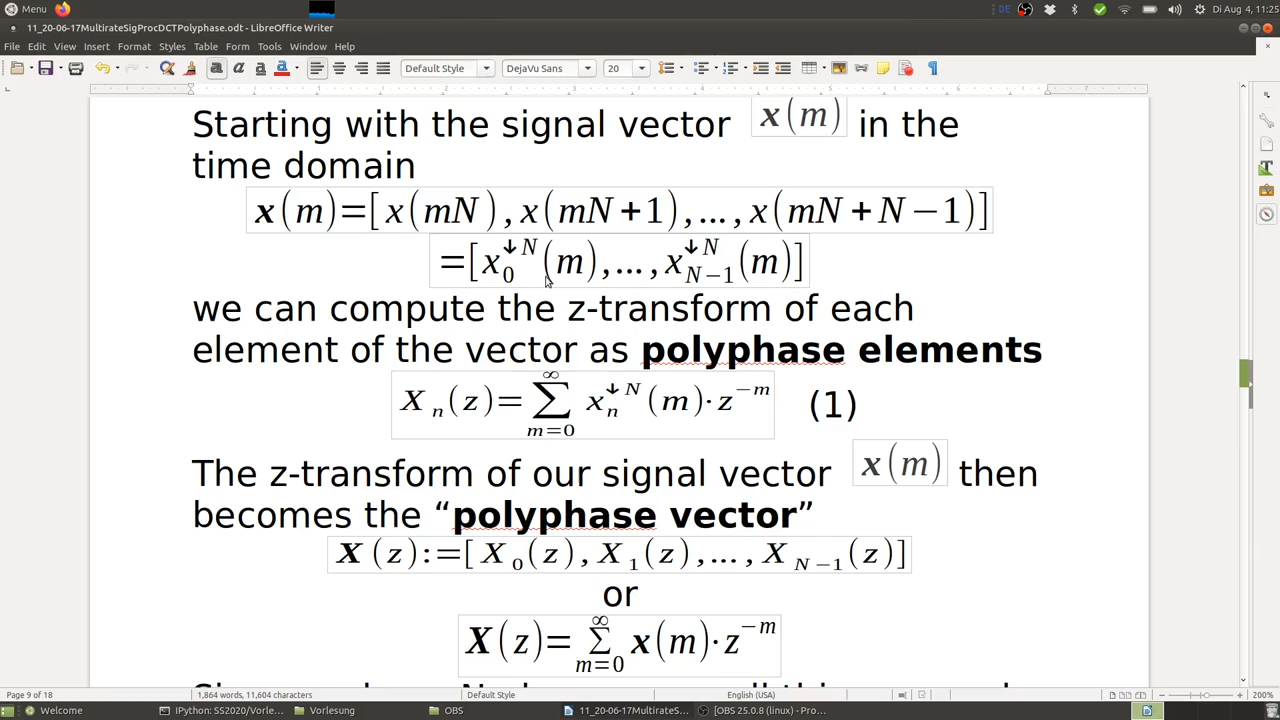 Menu
DE
Di Aug 4, 11:25
11_20-06-17MultirateSigProcDCTPolyphase.odt - LibreOffice Writer
File Edit View Insert Format Styles Table Form Tools Window Help
Default Style DejaVu Sans 20
Starting with the signal vector x(m) in the
time domain
x(m)=[x(mN), x(mN+1),..., x(mN+N−1)]
=[x_0^{↓N}(m),..., x_{N−1}^{↓N}(m)]
we can compute the z-transform of each
element of the vector as polyphase elements
X_n(z)=∑_{m=0}^{∞} x_n^{↓N}(m)·z^{−m} (1)
The z-transform of our signal vector x(m) then
becomes the “polyphase vector”
X(z):=[X_0(z), X_1(z),..., X_{N−1}(z)]
or
X(z)=∑_{m=0}^{∞} x(m)·z^{−m}
Page 9 of 18 1,864 words, 11,604 characters Default Style English (USA) 200%
Welcome IPython: SS2020/Vorle... Vorlesung OBS 11_20-06-17MultirateS... OBS 25.0.8 (linux) - Pro...